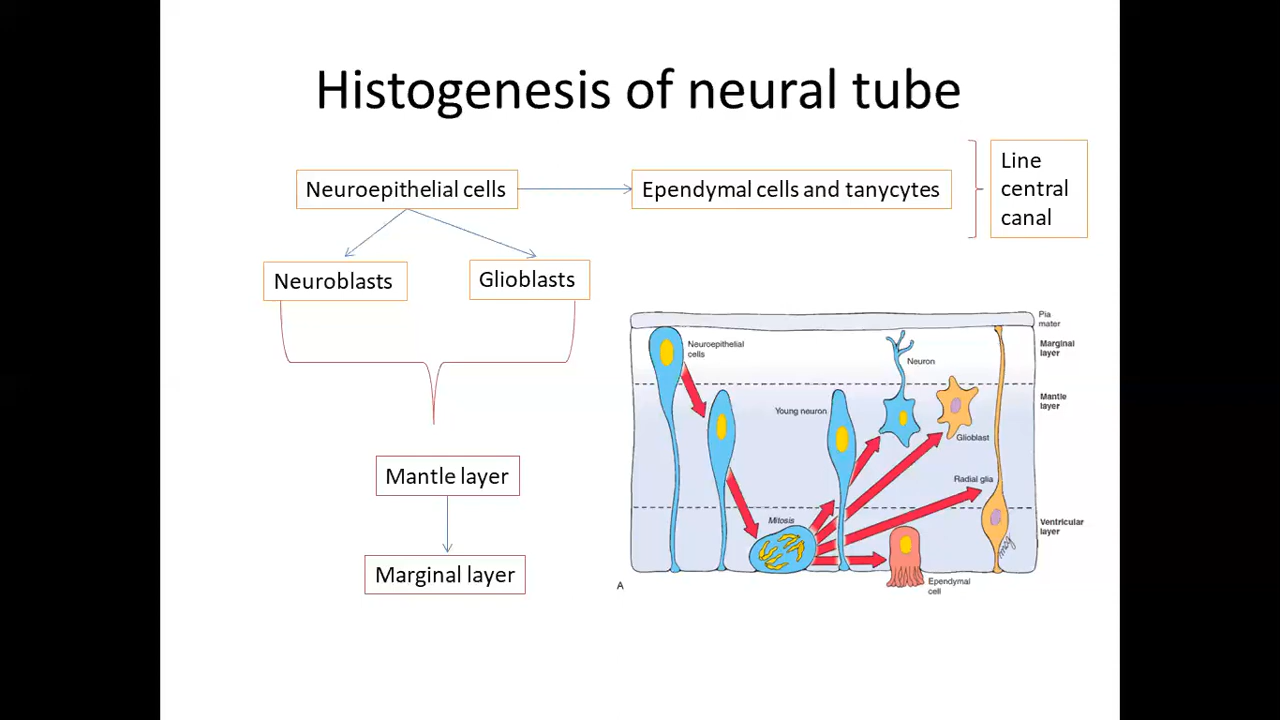 Histogenesis of neural tube
Neuroepithelial cells
Ependymal cells and tanycytes
Line
central
canal
Neuroblasts
Glioblasts
Mantle layer
Marginal layer
Pia
mater
Neuroepithelial
cells
Marginal
layer
Neuron
Mantle
layer
Young neuron
Glioblast
Radial glia
Mitosis
Ventricular
layer
Ependymal
cell
A